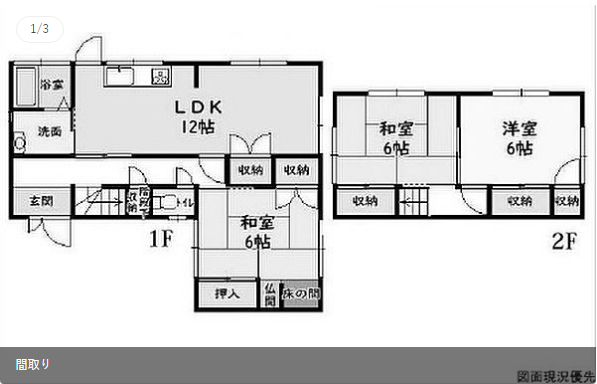 1/3
浴室
洗面
LDK
12帖
収納
収納
玄関
階段下収納
トイレ
和室
6帖
押入
仏間
床の間
1F
和室
6帖
洋室
6帖
収納
収納
収納
2F
間取り
図面現況優先